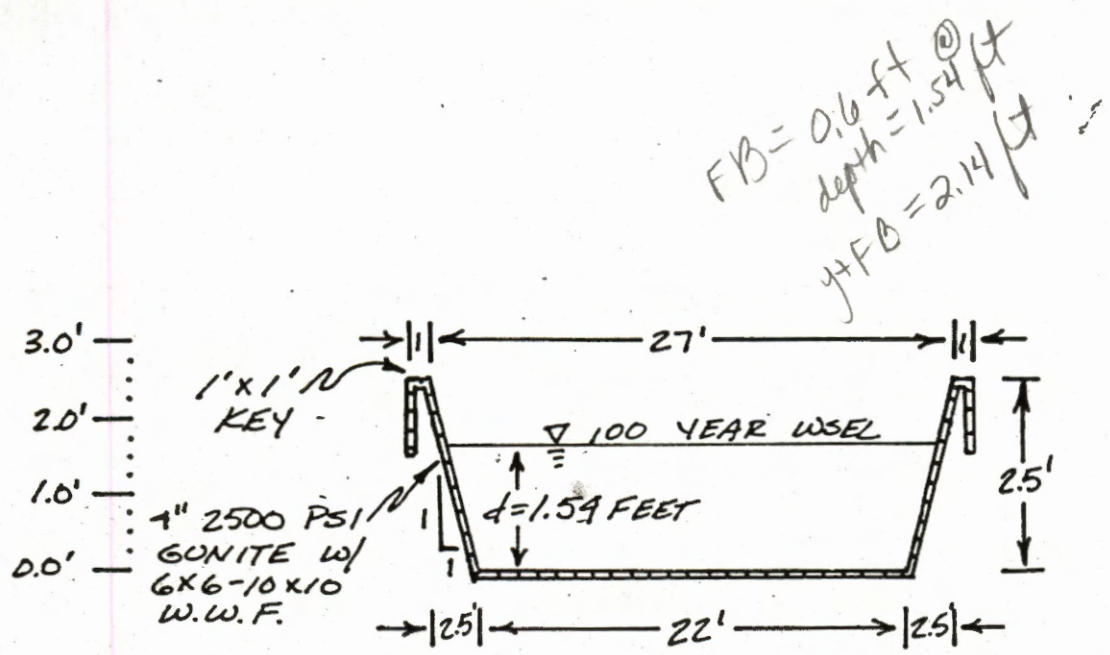 FB = 0.6 ft @
depth = 1.54 ft
y+FB = 2.14 ft
3.0'
2.0'
1.0'
0.0'
1
27'
1
1'x1'
KEY
100 YEAR WSEL
d=1.54 FEET
2.5'
4" 2500 PSI
GUNITE W/
6x6-10x10
W.W.F.
1
1
2.5'
22'
2.5'